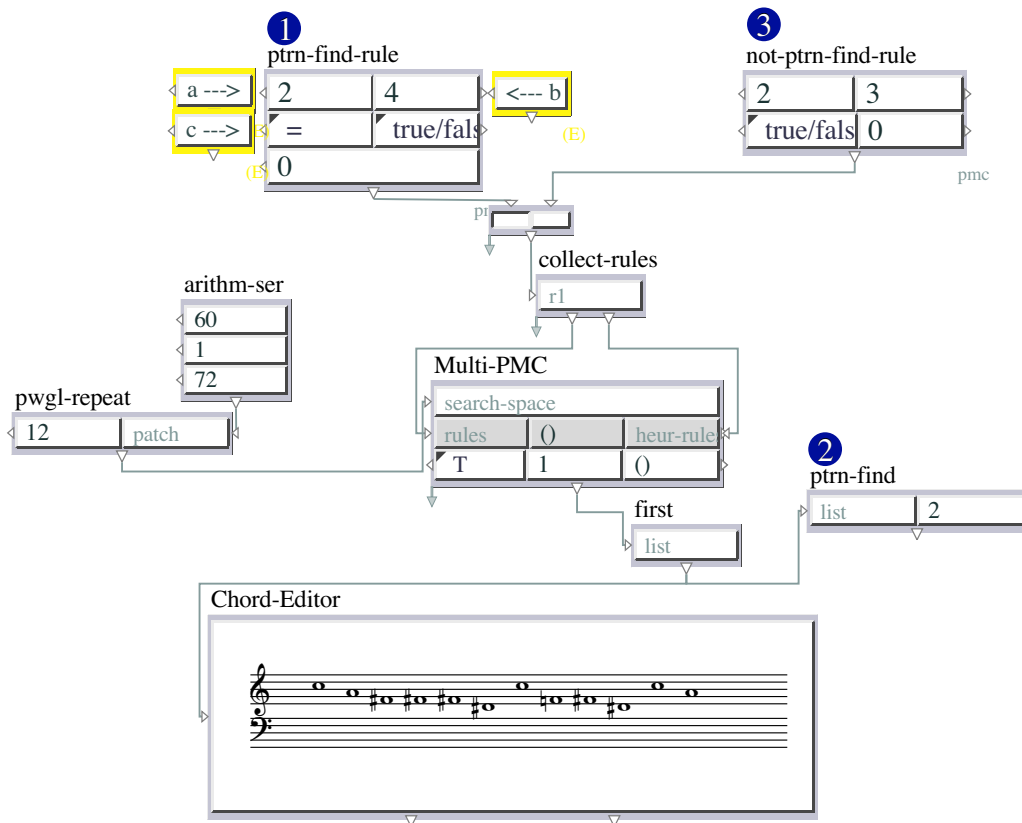 1
3
ptrn-find-rule
not-ptrn-find-rule
a --->
2
4
<--- b
2
3
c --->
=
true/fals
(E)
true/fals
0
(E)
0
pmc
collect-rules
r1
arithm-ser
60
1
72
Multi-PMC
search-space
pwgl-repeat
12
patch
rules
()
heur-rule
T
1
()
2
ptrn-find
list
2
first
list
Chord-Editor